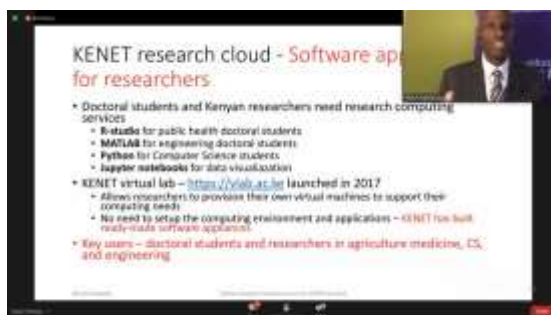 KENET research cloud - Software
for researchers
• Doctoral students and Kenyan researchers need research computing
services
• R-studio for public health doctoral students
• MATLAB for engineering doctoral students
• Python for Computer Science students
• Jupyter notebooks for data visualization
• KENET virtual lab – https://vlab.ac.ke launched in 2017
• Allows researchers to provision their own virtual machines to support their
computing needs
• No need to setup the computing environment and applications – KENET has built
ready-made software appliances
• Key users – doctoral students and researchers in agriculture medicine, CS,
and engineering